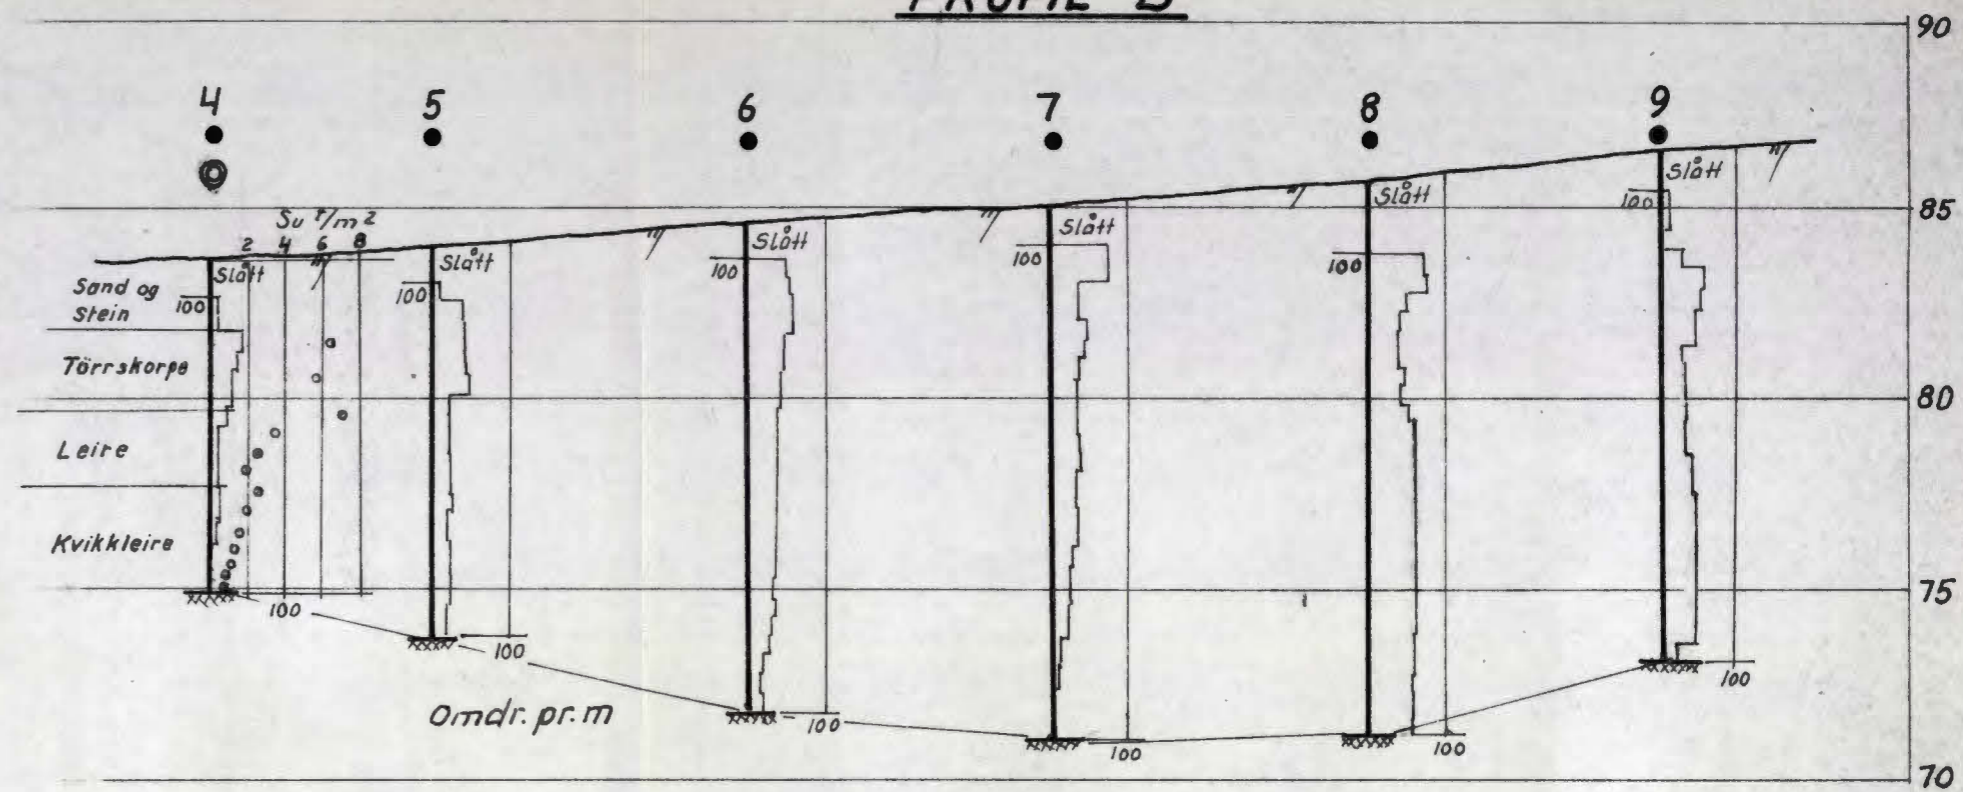 PROFIL B
90
4 5 6 7 8 9
Su t/m2
2 4 6 8
Slått Slått Slått Slått Slått Slått
100 100 100 100 100 100
85
Sand og
Stein
Törrskorpe
80
Leire
Kvikkleire
75
100 100 100 100 100 100
Omdr. pr. m
70